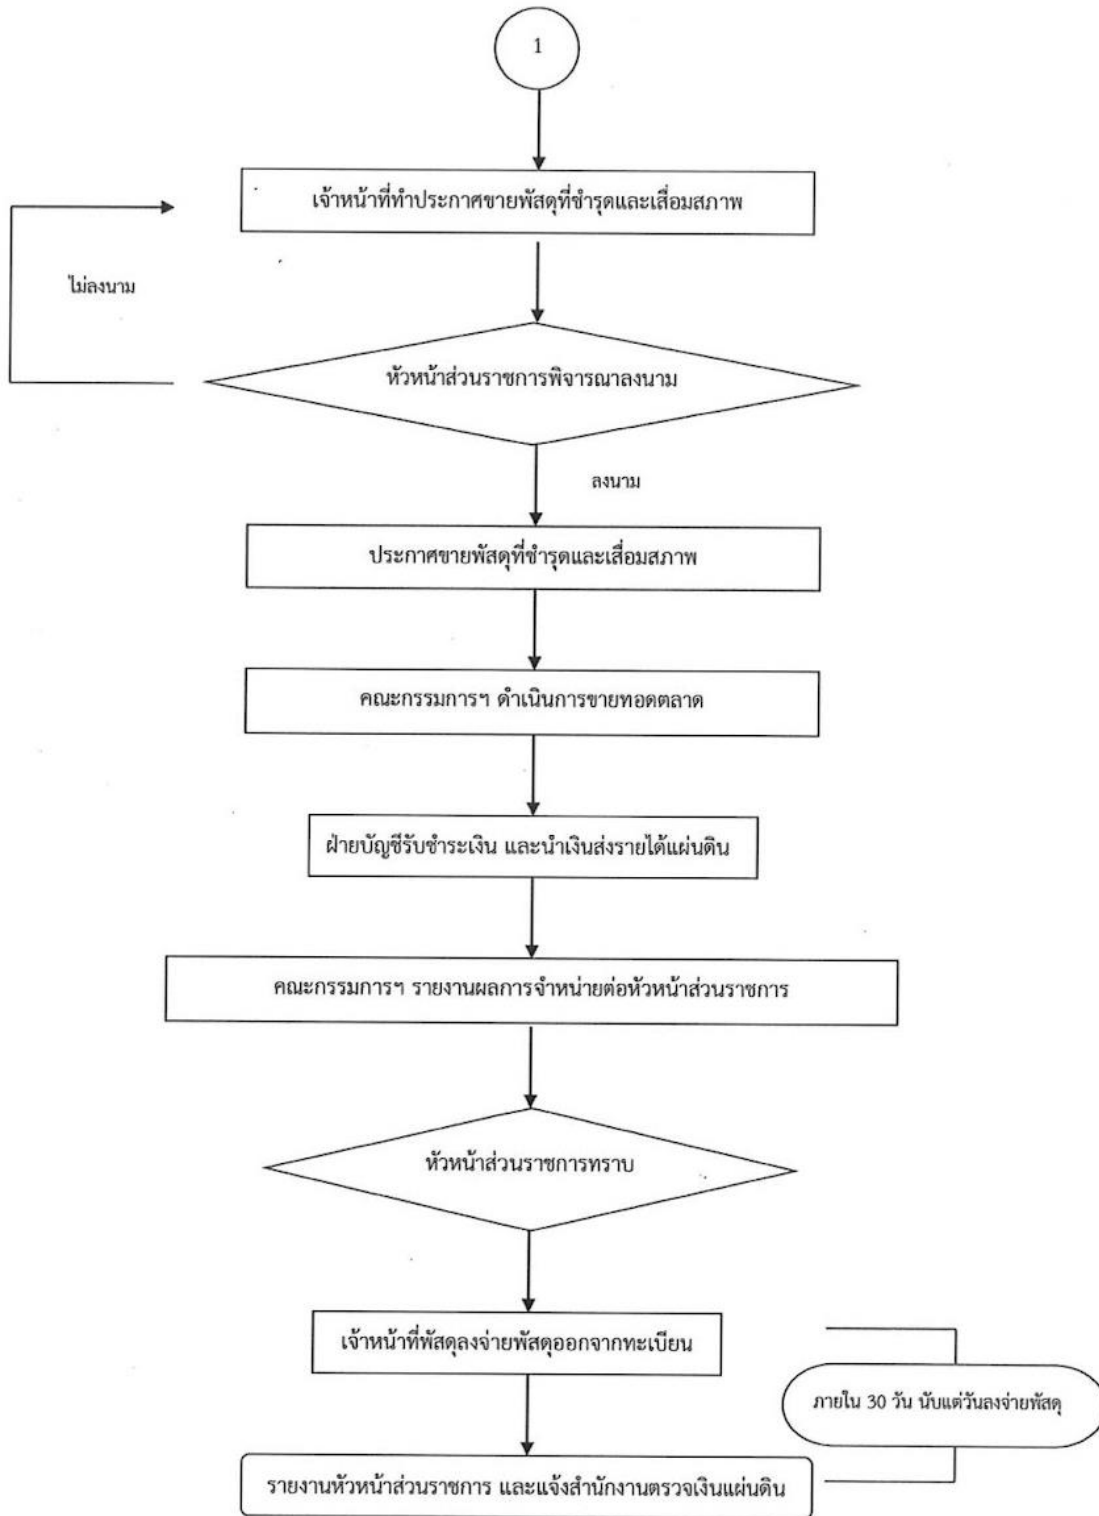 1
เจ้าหน้าที่ทำประกาศขายพัสดุที่ชำรุดและเสื่อมสภาพ
ไม่ลงนาม
หัวหน้าส่วนราชการพิจารณาลงนาม
ลงนาม
ประกาศขายพัสดุที่ชำรุดและเสื่อมสภาพ
คณะกรรมการฯ ดำเนินการขายทอดตลาด
ฝ่ายบัญชีรับชำระเงิน และนำเงินส่งรายได้แผ่นดิน
คณะกรรมการฯ รายงานผลการจำหน่ายต่อหัวหน้าส่วนราชการ
หัวหน้าส่วนราชการทราบ
เจ้าหน้าที่พัสดุลงจ่ายพัสดุออกจากทะเบียน
ภายใน 30 วัน นับแต่วันลงจ่ายพัสดุ
รายงานหัวหน้าส่วนราชการ และแจ้งสำนักงานตรวจเงินแผ่นดิน